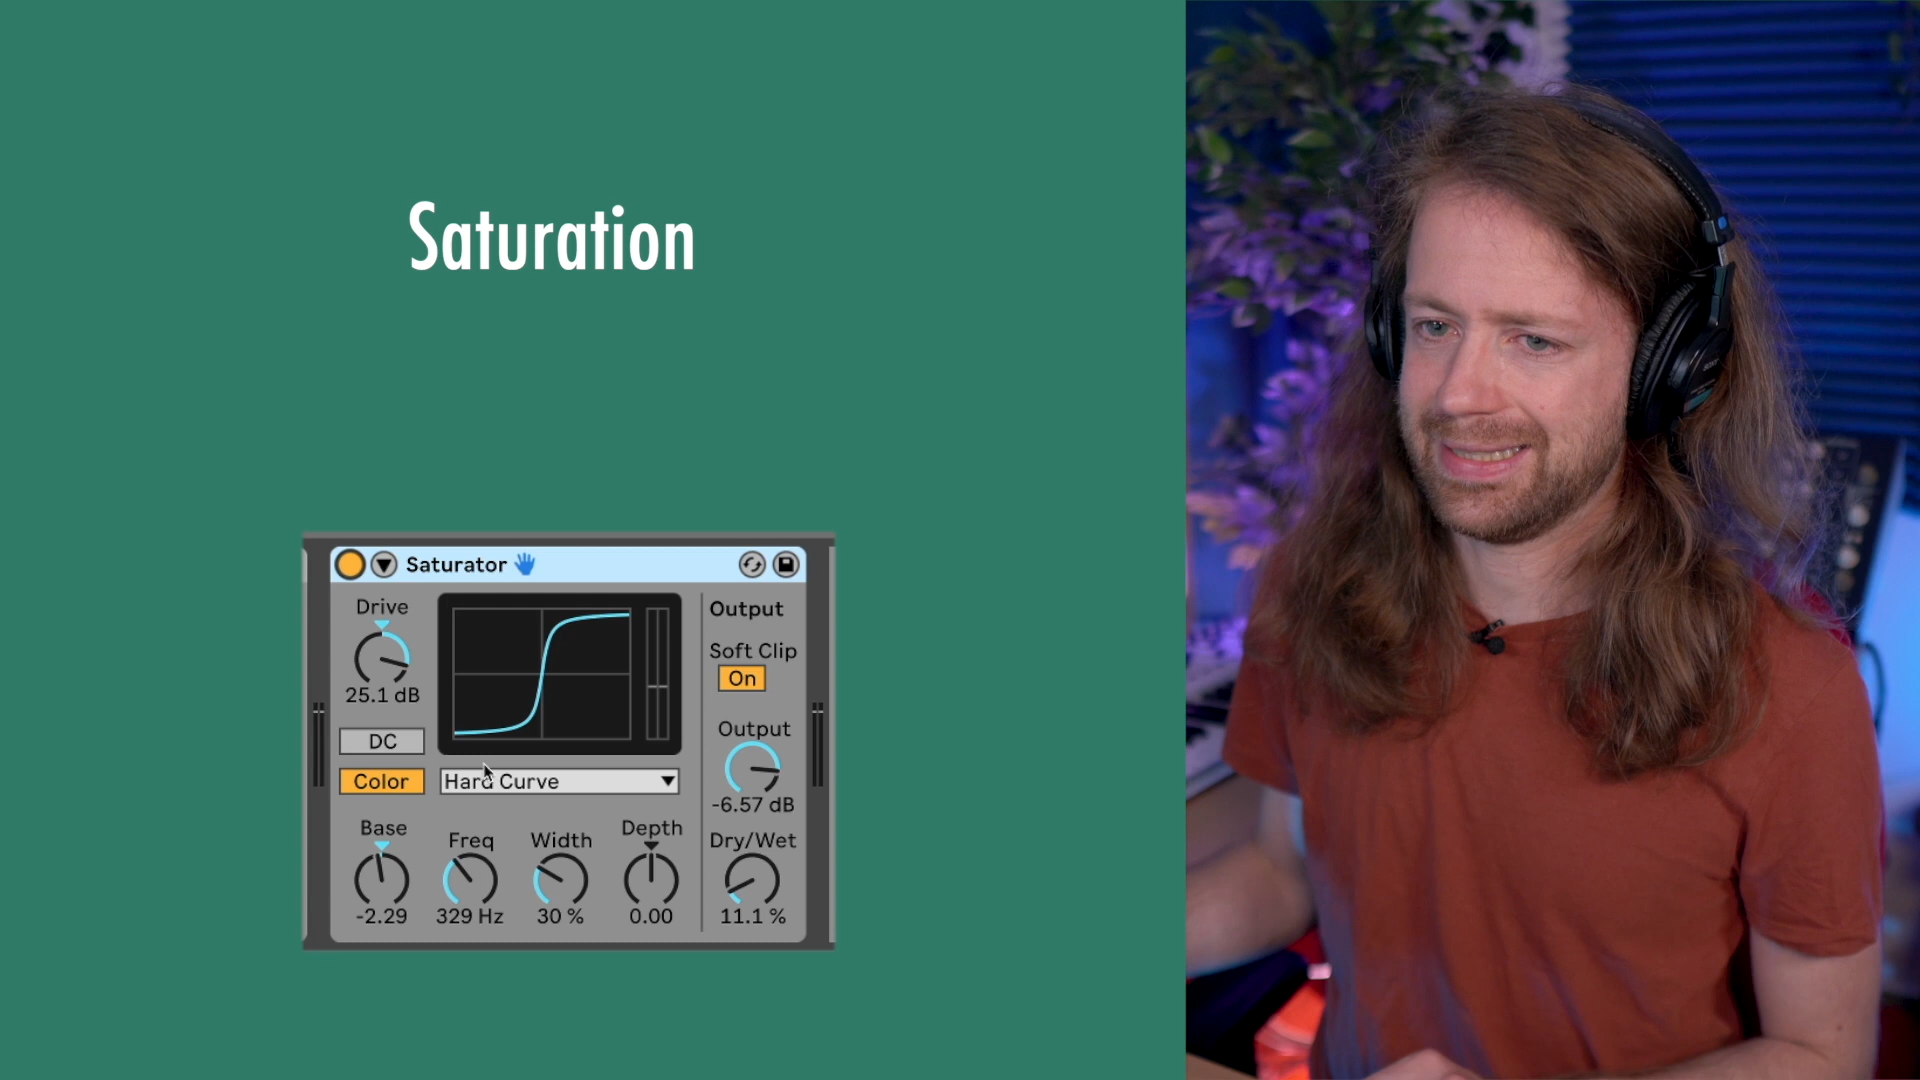 Saturation
Saturator
Drive
25.1 dB
DC
Color
Hard Curve
Output
Soft Clip
On
Output
-6.57 dB
Base
Freq
Width
Depth
Dry/Wet
-2.29
329 Hz
30 %
0.00
11.1 %